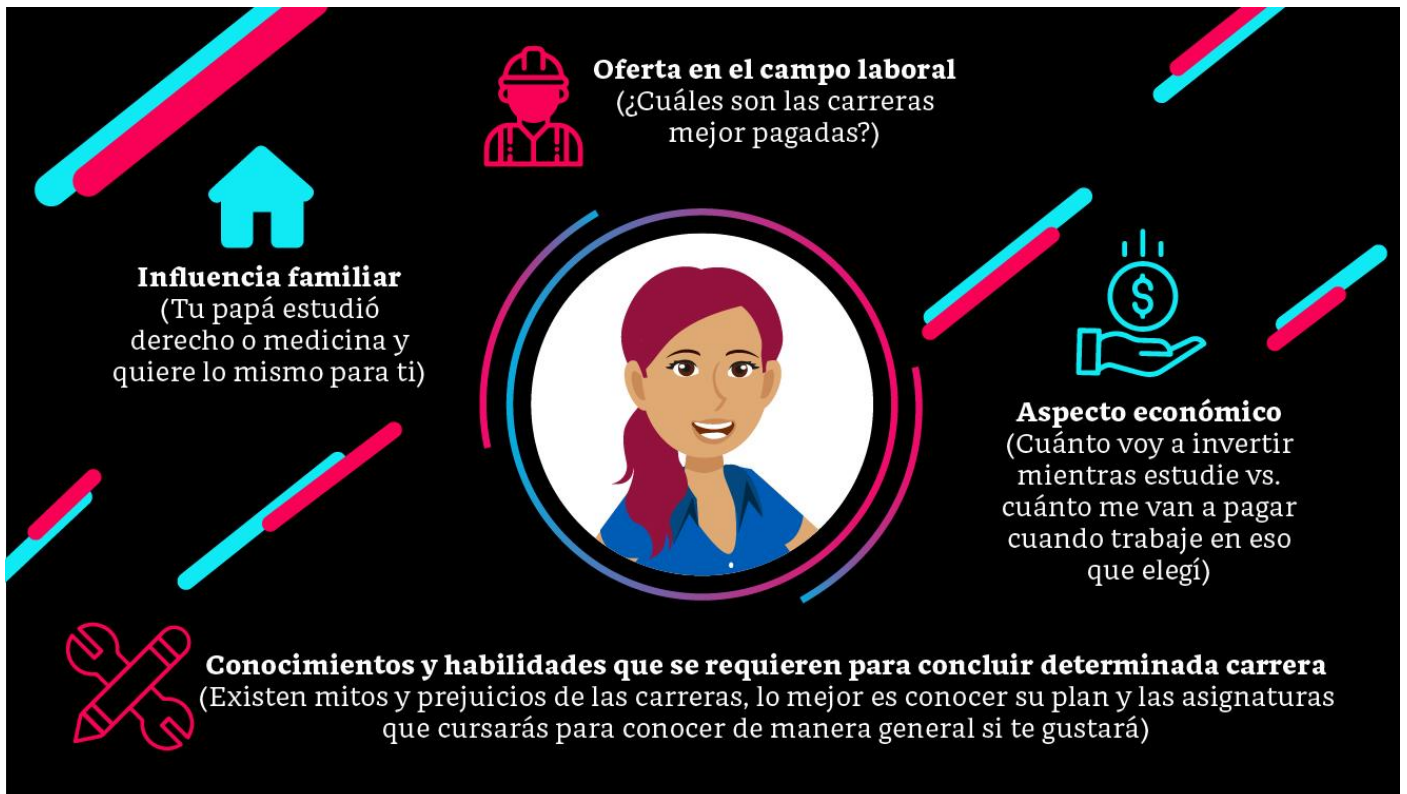 Oferta en el campo laboral
(¿Cuáles son las carreras
mejor pagadas?)
Influencia familiar
(Tu papá estudió
derecho o medicina y
quiere lo mismo para ti)
$
Aspecto económico
(Cuánto voy a invertir
mientras estudie vs.
cuánto me van a pagar
cuando trabaje en eso
que elegí)
Conocimientos y habilidades que se requieren para concluir determinada carrera
(Existen mitos y prejuicios de las carreras, lo mejor es conocer su plan y las asignaturas
que cursarás para conocer de manera general si te gustará)